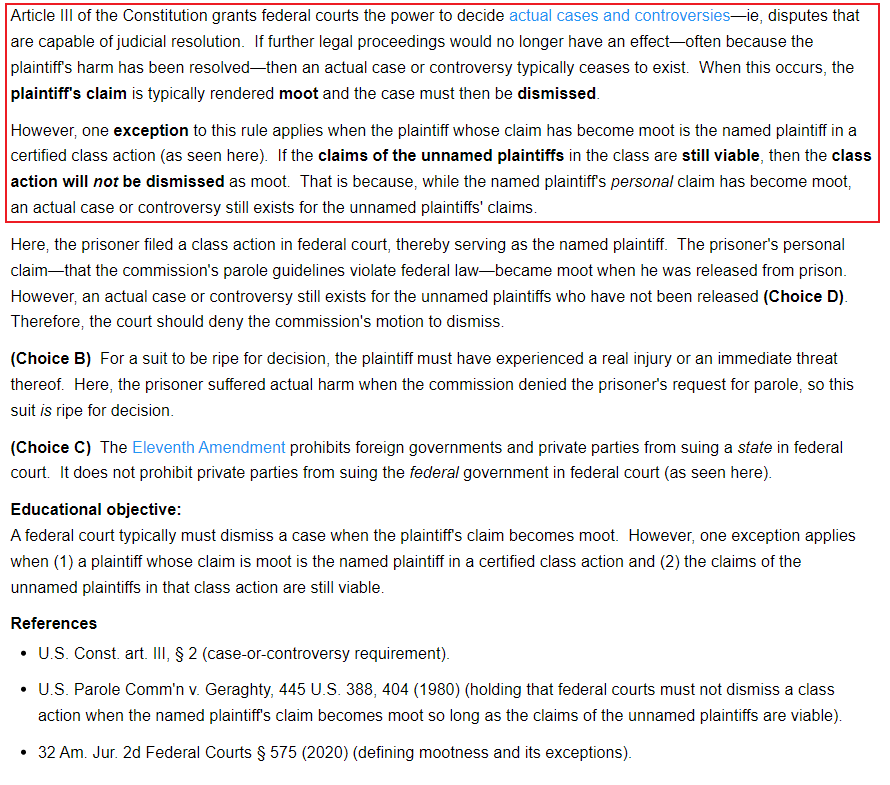 Article III of the Constitution grants federal courts the power to decide actual cases and controversies—ie, disputes that
are capable of judicial resolution.  If further legal proceedings would no longer have an effect—often because the
plaintiff's harm has been resolved—then an actual case or controversy typically ceases to exist.  When this occurs, the
plaintiff's claim is typically rendered moot and the case must then be dismissed.
However, one exception to this rule applies when the plaintiff whose claim has become moot is the named plaintiff in a
certified class action (as seen here).  If the claims of the unnamed plaintiffs in the class are still viable, then the class
action will not be dismissed as moot.  That is because, while the named plaintiff's personal claim has become moot,
an actual case or controversy still exists for the unnamed plaintiffs' claims.
Here, the prisoner filed a class action in federal court, thereby serving as the named plaintiff.  The prisoner's personal
claim—that the commission's parole guidelines violate federal law—became moot when he was released from prison.
However, an actual case or controversy still exists for the unnamed plaintiffs who have not been released (Choice D).
Therefore, the court should deny the commission's motion to dismiss.
(Choice B)  For a suit to be ripe for decision, the plaintiff must have experienced a real injury or an immediate threat
thereof.  Here, the prisoner suffered actual harm when the commission denied the prisoner's request for parole, so this
suit is ripe for decision.
(Choice C)  The Eleventh Amendment prohibits foreign governments and private parties from suing a state in federal
court.  It does not prohibit private parties from suing the federal government in federal court (as seen here).
Educational objective:
A federal court typically must dismiss a case when the plaintiff's claim becomes moot.  However, one exception applies
when (1) a plaintiff whose claim is moot is the named plaintiff in a certified class action and (2) the claims of the
unnamed plaintiffs in that class action are still viable.
References
• U.S. Const. art. III, § 2 (case-or-controversy requirement).
• U.S. Parole Comm'n v. Geraghty, 445 U.S. 388, 404 (1980) (holding that federal courts must not dismiss a class
action when the named plaintiff's claim becomes moot so long as the claims of the unnamed plaintiffs are viable).
• 32 Am. Jur. 2d Federal Courts § 575 (2020) (defining mootness and its exceptions).